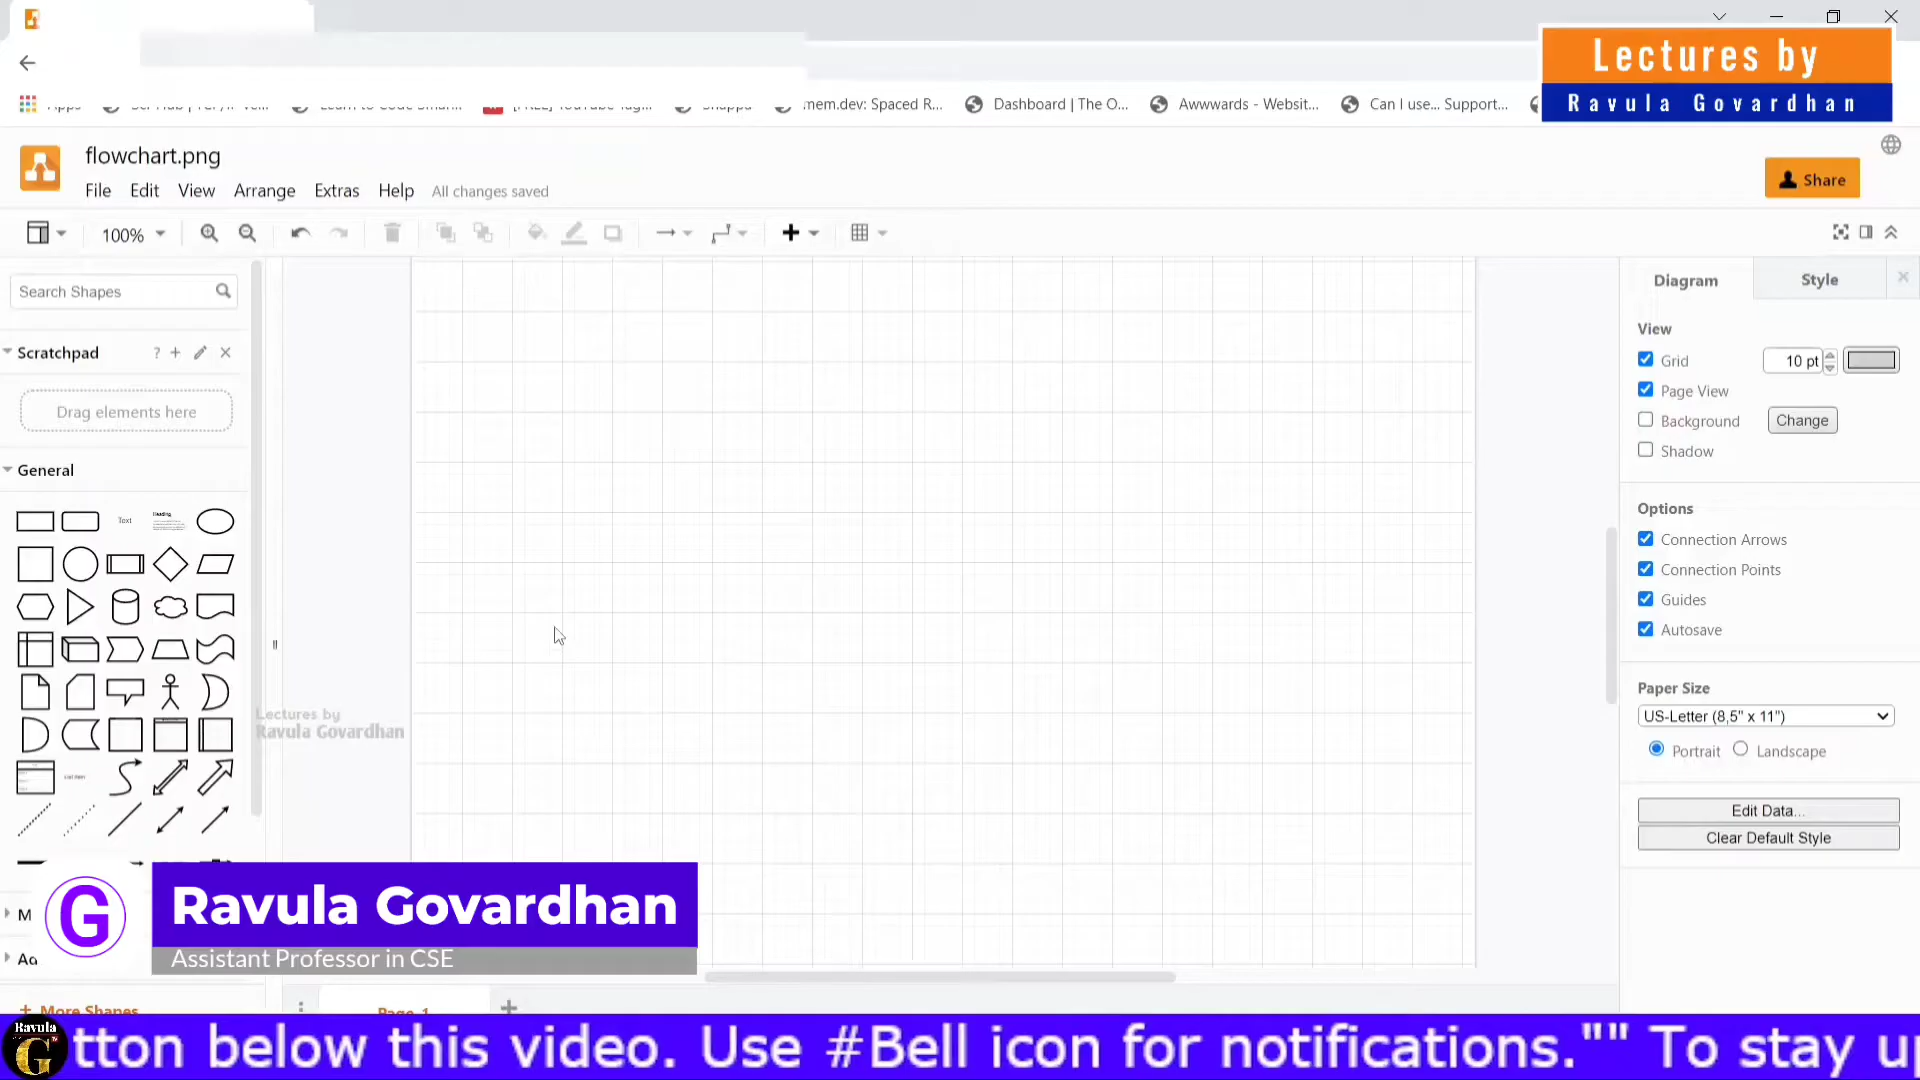 Lectures by
Ravula Govardhan
mem.dev: Spaced R...
Dashboard | The O...
Awwwards - Websit...
Can I use... Support...
flowchart.png
File Edit View Arrange Extras Help All changes saved
Share
100%
Search Shapes
Scratchpad ? + 
Drag elements here
General
Text
Heading
List Item
More Shapes
Page-1
Diagram Style
View
Grid 10 pt
Page View
Background Change
Shadow
Options
Connection Arrows
Connection Points
Guides
Autosave
Paper Size
US-Letter (8,5" x 11")
Portrait Landscape
Edit Data...
Clear Default Style
Lectures by
Ravula Govardhan
G
Ravula Govardhan
Assistant Professor in CSE
Ravula
G
tton below this video. Use #Bell icon for notifications."" To stay up